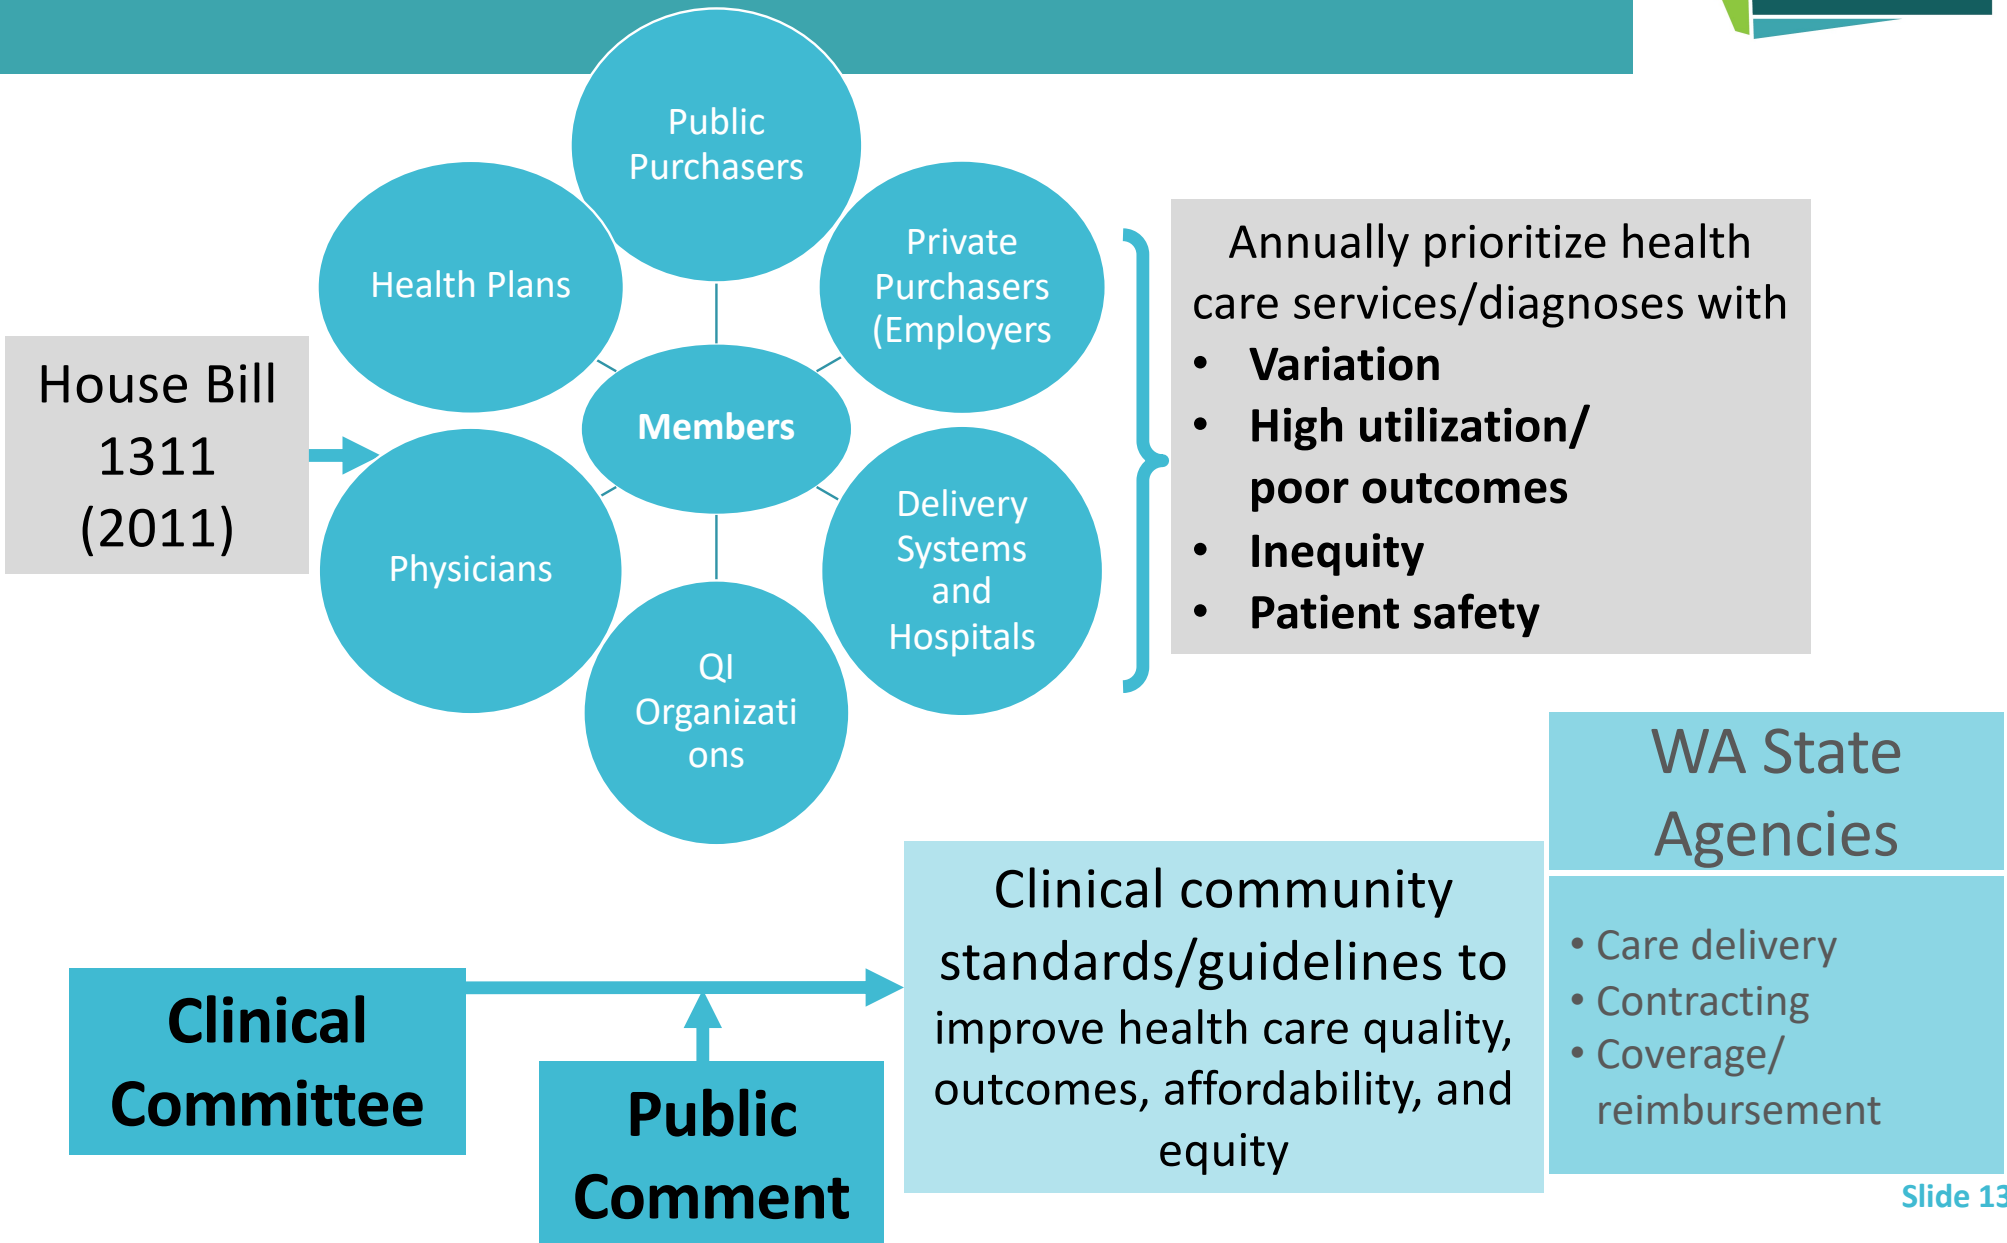 Public
Purchasers
Health Plans
Private
Purchasers
(Employers
Members
Physicians
Delivery
Systems
and
Hospitals
QI
Organizati
ons
House Bill
1311
(2011)
Annually prioritize health
care services/diagnoses with
• Variation
• High utilization/
poor outcomes
• Inequity
• Patient safety
Clinical
Committee
Public
Comment
Clinical community
standards/guidelines to
improve health care quality,
outcomes, affordability, and
equity
WA State
Agencies
• Care delivery
• Contracting
• Coverage/
reimbursement
Slide 13